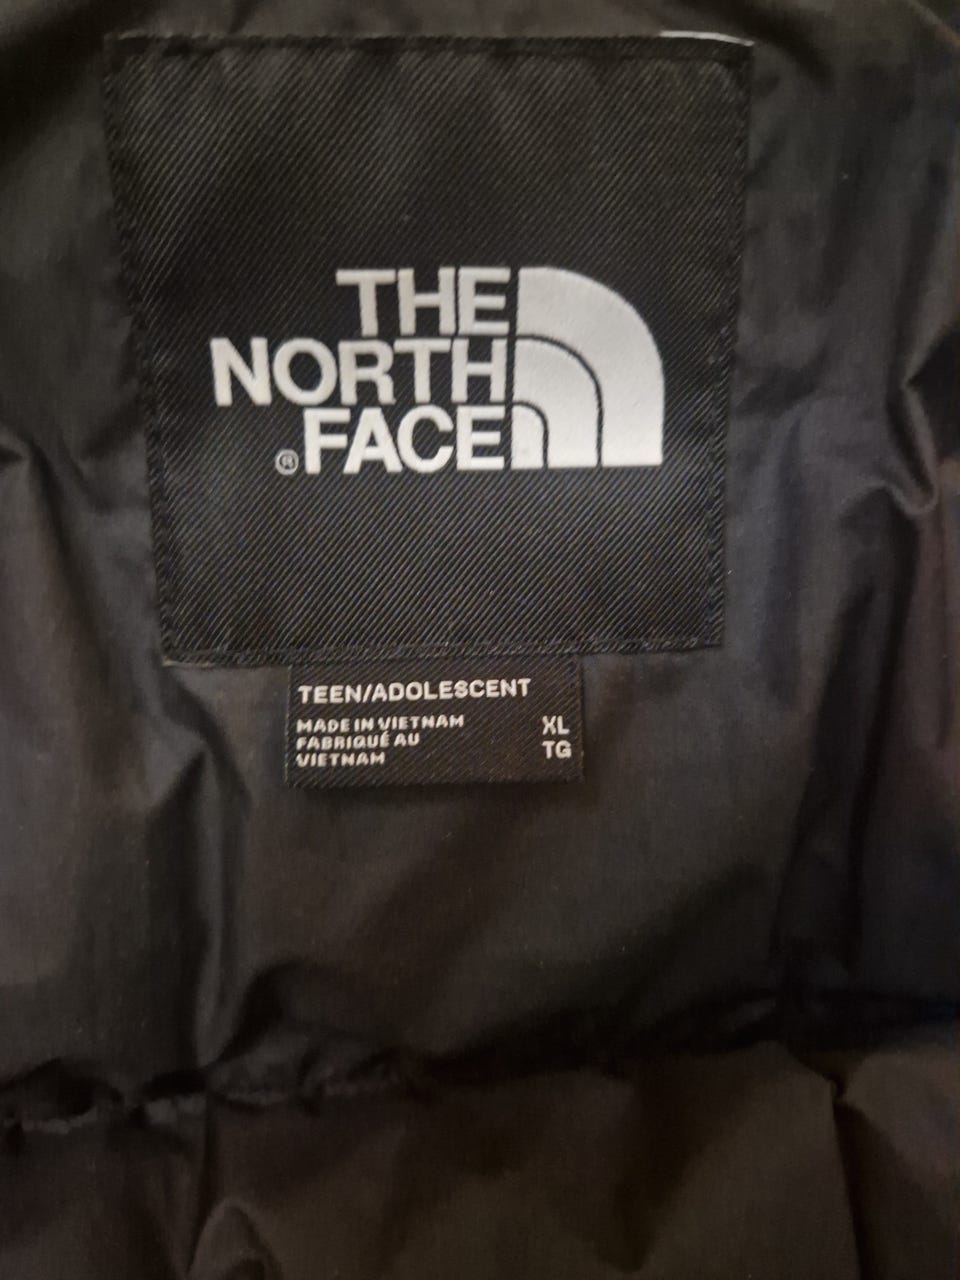 THE
NORTH
®FACE
TEEN/ADOLESCENT
MADE IN VIETNAM XL
FABRIQUÉ AU TG
VIETNAM